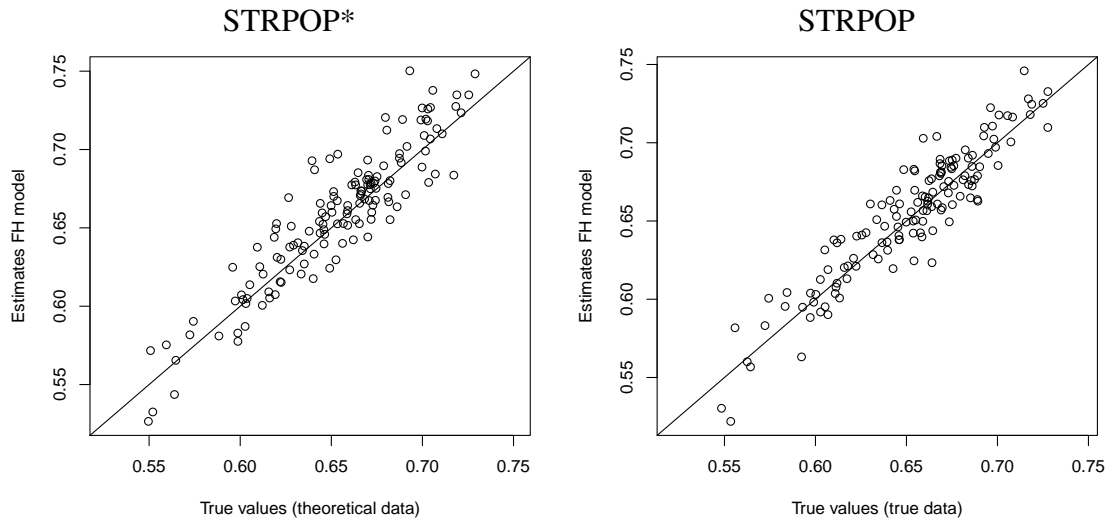 STRPOP*
Estimates FH model
0.75
0.70
0.65
0.60
0.55
0.55 0.60 0.65 0.70 0.75
True values (theoretical data)
STRPOP
Estimates FH model
0.75
0.70
0.65
0.60
0.55
0.55 0.60 0.65 0.70 0.75
True values (true data)